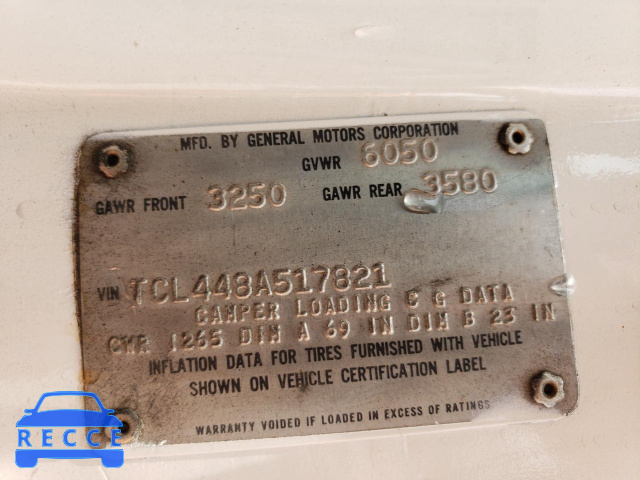 MFD. BY GENERAL MOTORS CORPORATION
GVWR 6050
GAWR FRONT 3250 GAWR REAR 3580
VIN TCL448A517821
CAMPER LOADING C G DATA
CWR 1265 DIM A 69 IN DIM B 23 IN
INFLATION DATA FOR TIRES FURNISHED WITH VEHICLE
SHOWN ON VEHICLE CERTIFICATION LABEL
WARRANTY VOIDED IF LOADED IN EXCESS OF RATINGS
RECCE